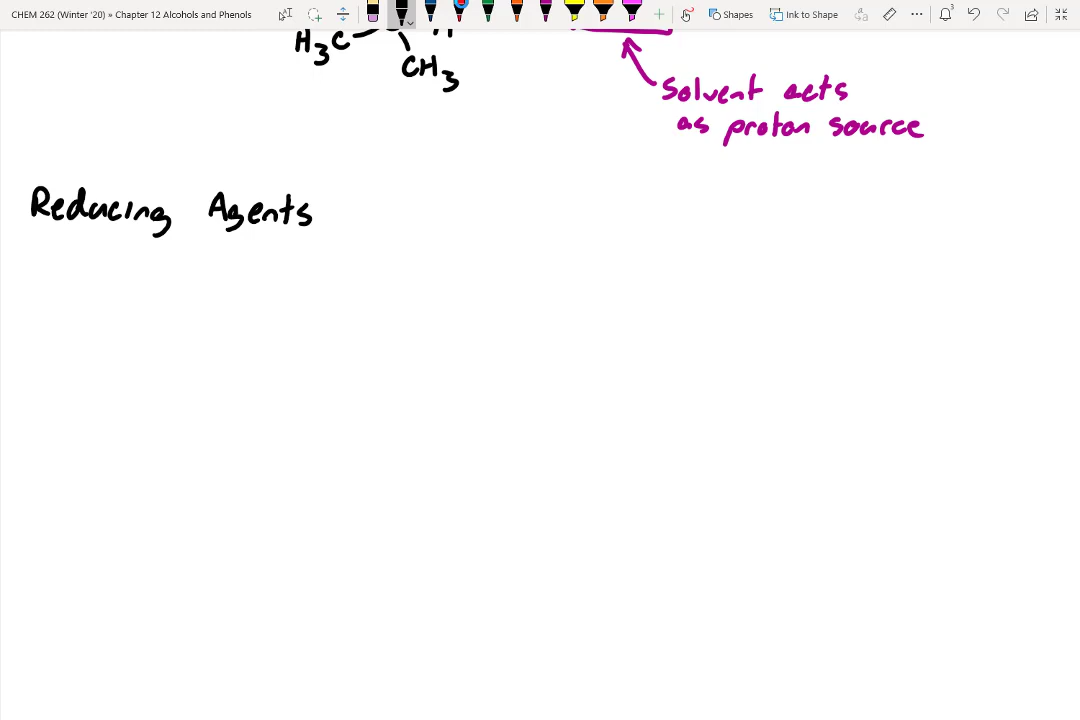 CHEM 262 (Winter '20) » Chapter 12 Alcohols and Phenols
Shapes
Ink to Shape
3
H3C
H
CH3
Solvent acts
as proton source
Reducing Agents